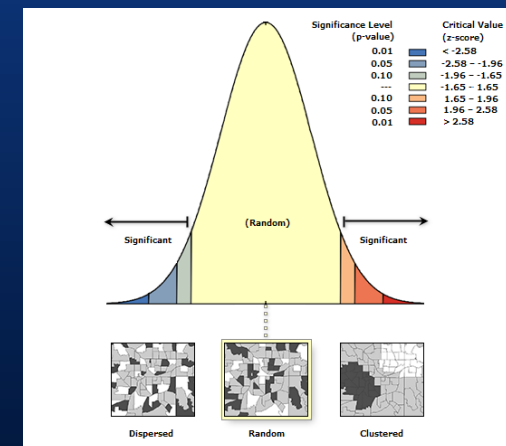 Significance Level Critical Value
(p-value) (z-score)
0.01 < -2.58
0.05 -2.58 - -1.96
0.10 -1.96 - -1.65
--- -1.65 - 1.65
0.10 1.65 - 1.96
0.05 1.96 - 2.58
0.01 > 2.58
(Random)
Significant Significant
Dispersed Random Clustered